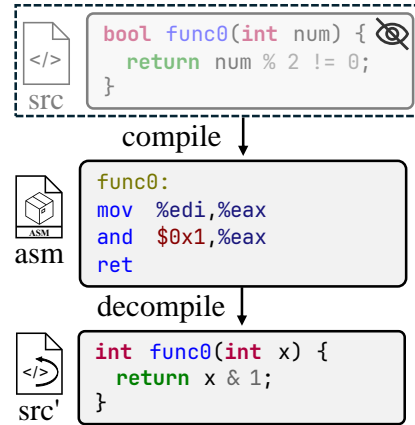 bool func0(int num) {
return num % 2 != 0;
}
</>
src
compile
func0:
mov %edi,%eax
and $0x1,%eax
ret
ASM
asm
decompile
int func0(int x) {
return x & 1;
}
</>
src'